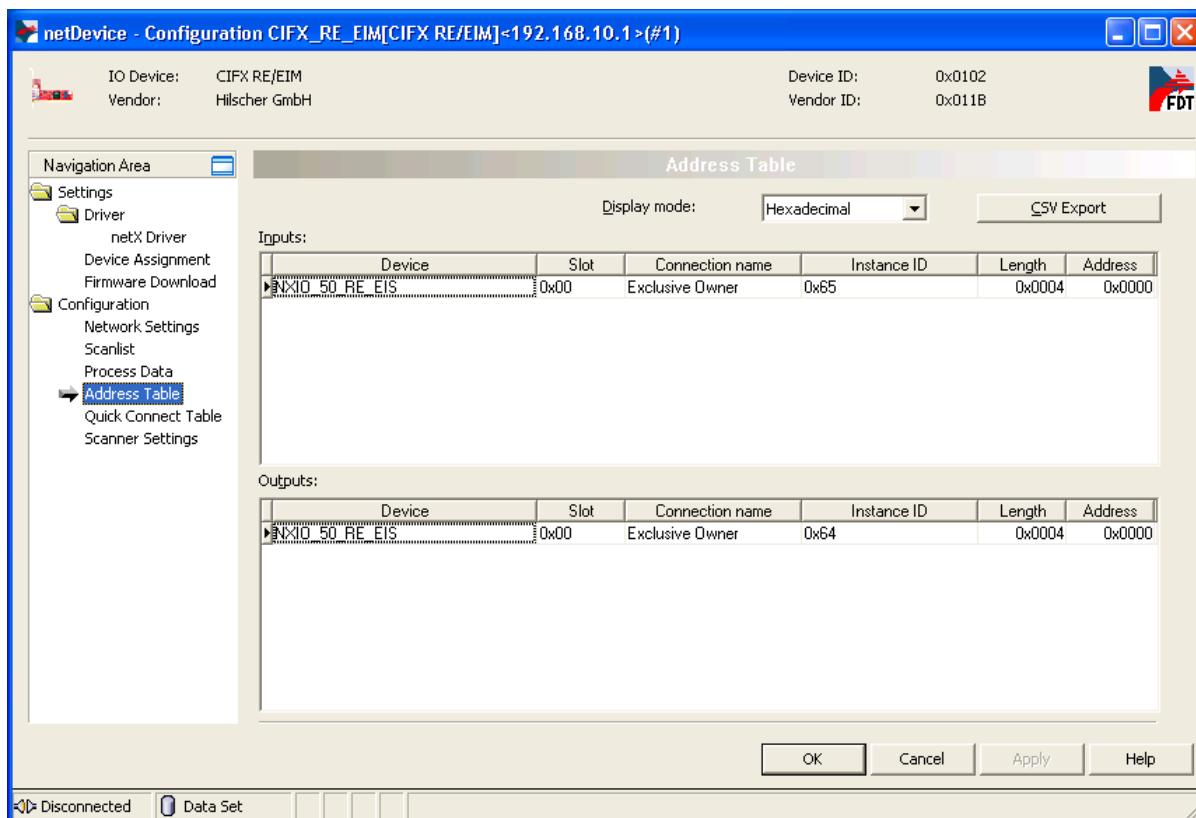 netDevice - Configuration CIFX_RE_EIM[CIFX RE/EIM]<192.168.10.1>(#1)
IO Device: CIFX RE/EIM Device ID: 0x0102
Vendor: Hilscher GmbH Vendor ID: 0x011B
FDT
Navigation Area
Settings
Driver
netX Driver
Device Assignment
Firmware Download
Configuration
Network Settings
Scanlist
Process Data
Address Table
Quick Connect Table
Scanner Settings
Address Table
Display mode: Hexadecimal CSV Export
Inputs:
Device Slot Connection name Instance ID Length Address
NXIO_50_RE_EIS 0x00 Exclusive Owner 0x65 0x0004 0x0000
Outputs:
Device Slot Connection name Instance ID Length Address
NXIO_50_RE_EIS 0x00 Exclusive Owner 0x64 0x0004 0x0000
OK Cancel Apply Help
Disconnected Data Set